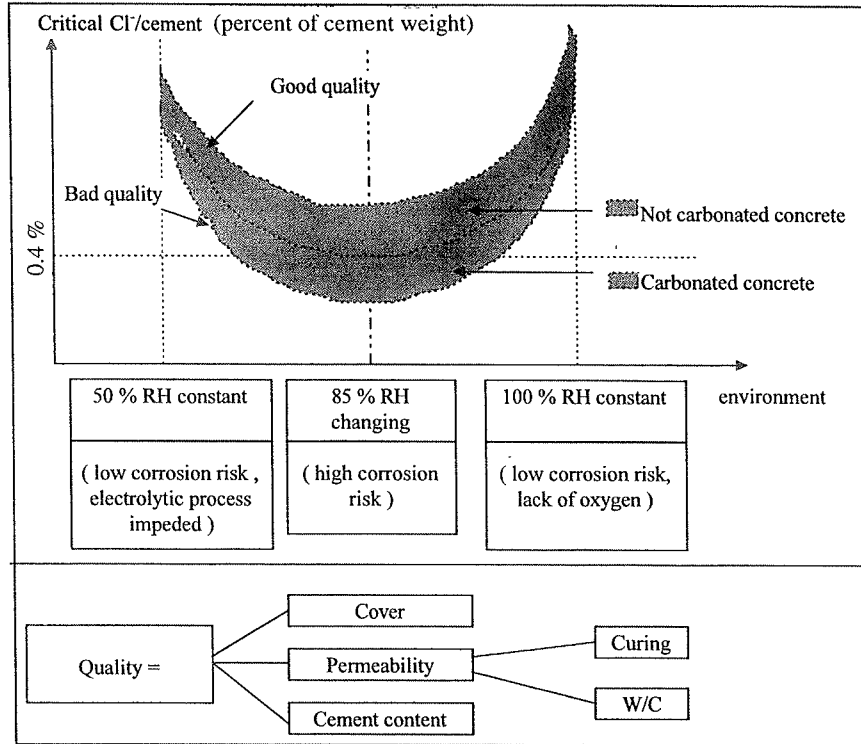 Critical Cl⁻/cement (percent of cement weight)
Good quality
Bad quality
0.4 %
Not carbonated concrete
Carbonated concrete
50 % RH constant
85 % RH
changing
100 % RH constant
environment
( low corrosion risk ,
electrolytic process
impeded )
( high corrosion
risk )
( low corrosion risk,
lack of oxygen )
Quality =
Cover
Permeability
Cement content
Curing
W/C